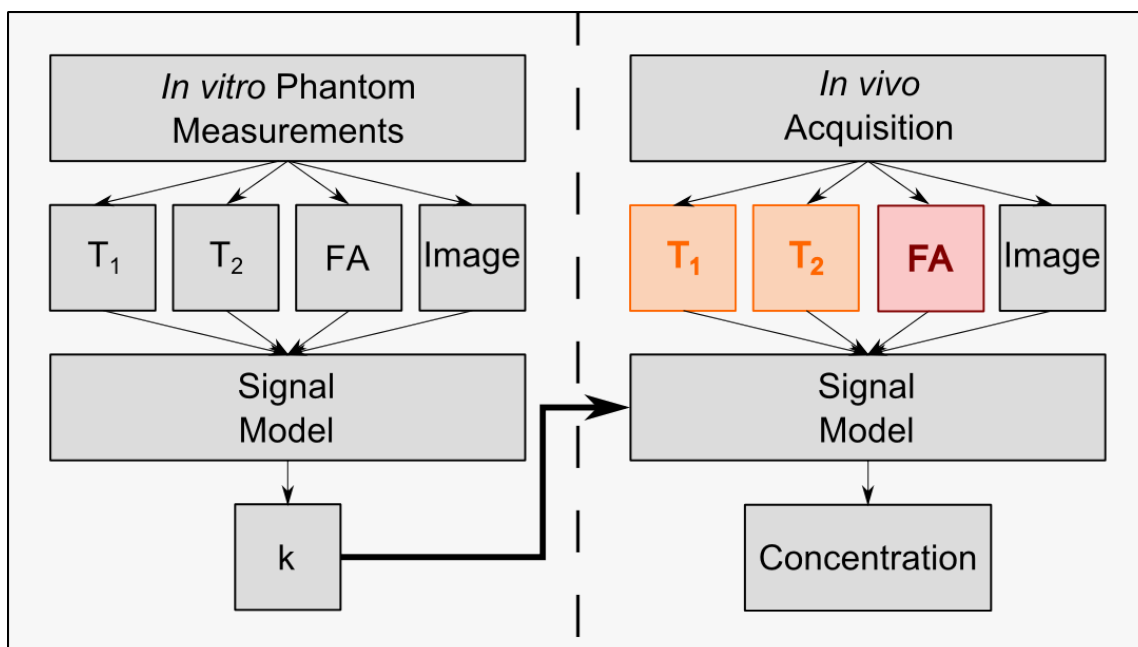 In vitro Phantom
Measurements
T₁
T₂
FA
Image
Signal
Model
k
In vivo
Acquisition
T₁
T₂
FA
Image
Signal
Model
Concentration